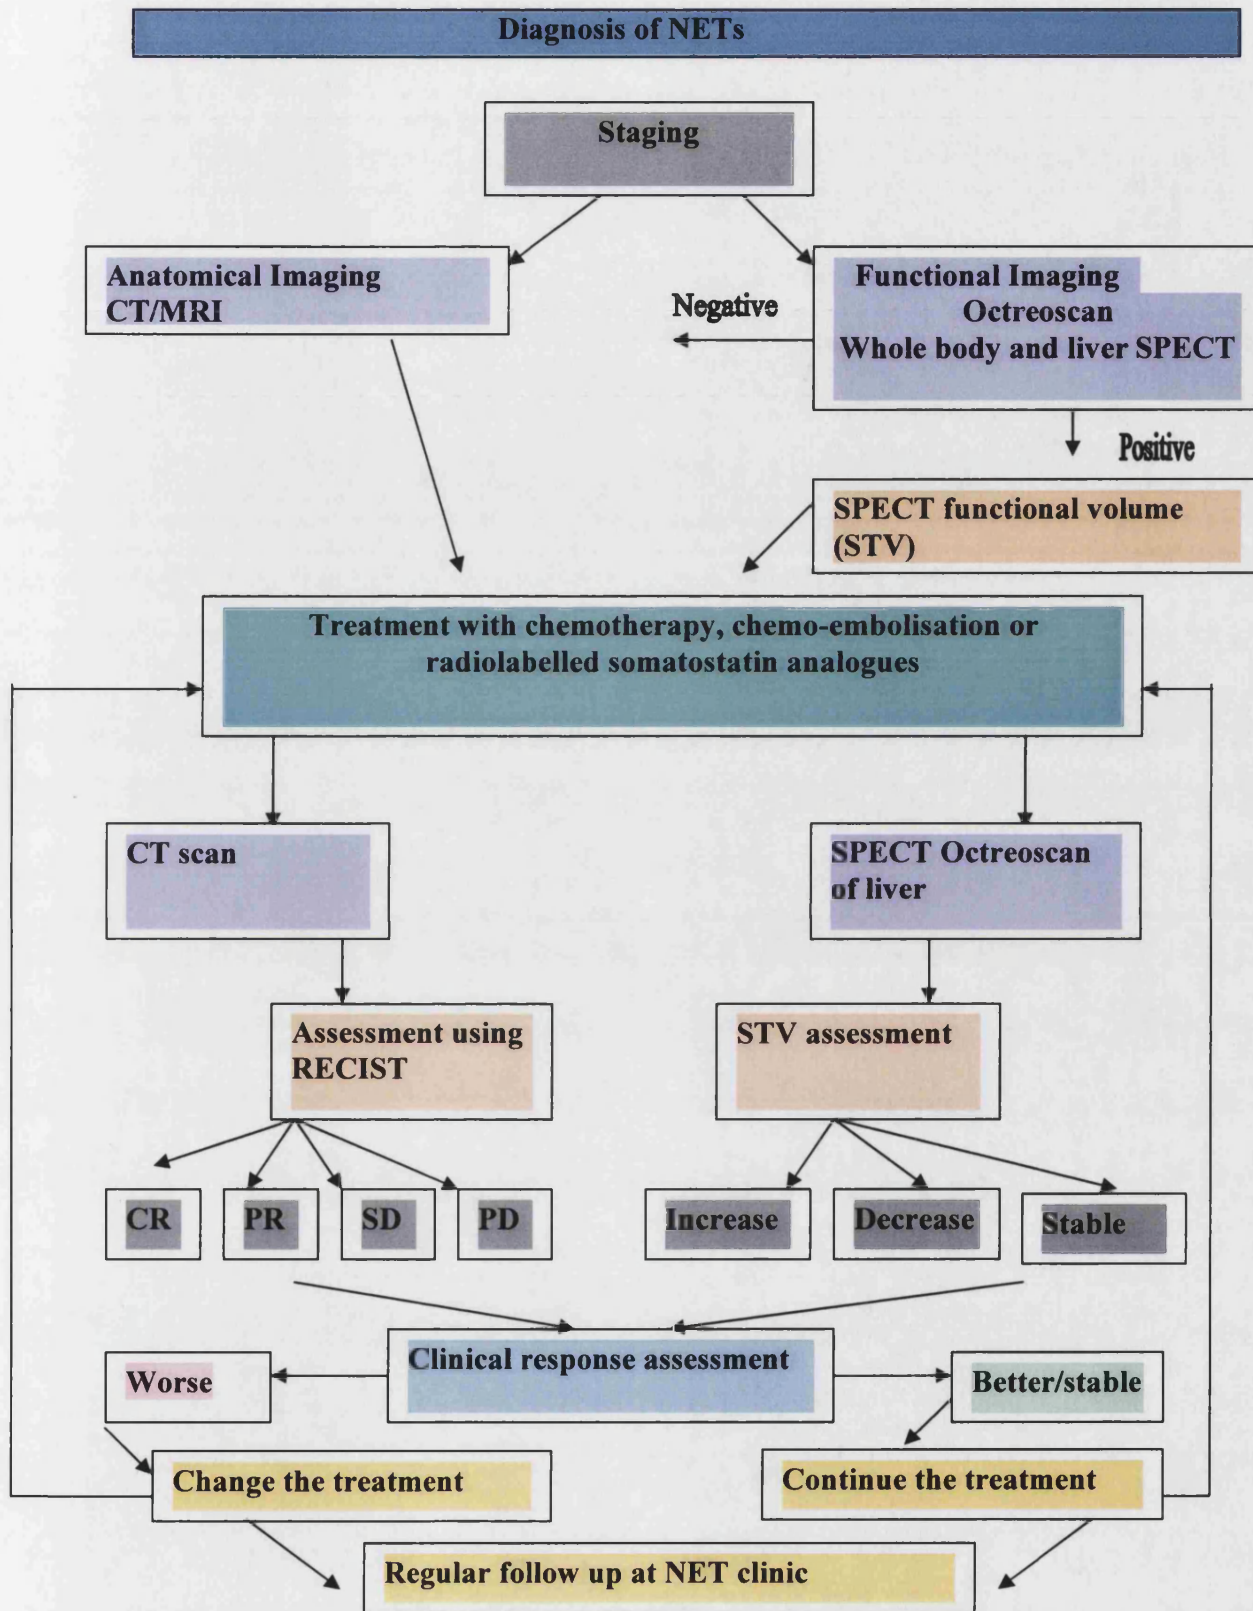 Diagnosis of NETs
Staging
Anatomical Imaging
CT/MRI
Functional Imaging
Octreoscan
Whole body and liver SPECT
Negative
Positive
SPECT functional volume
(STV)
Treatment with chemotherapy, chemo-embolisation or
radiolabelled somatostatin analogues
CT scan
SPECT Octreoscan
of liver
Assessment using
RECIST
STV assessment
CR
PR
SD
PD
Increase
Decrease
Stable
Clinical response assessment
Worse
Better/stable
Change the treatment
Continue the treatment
Regular follow up at NET clinic